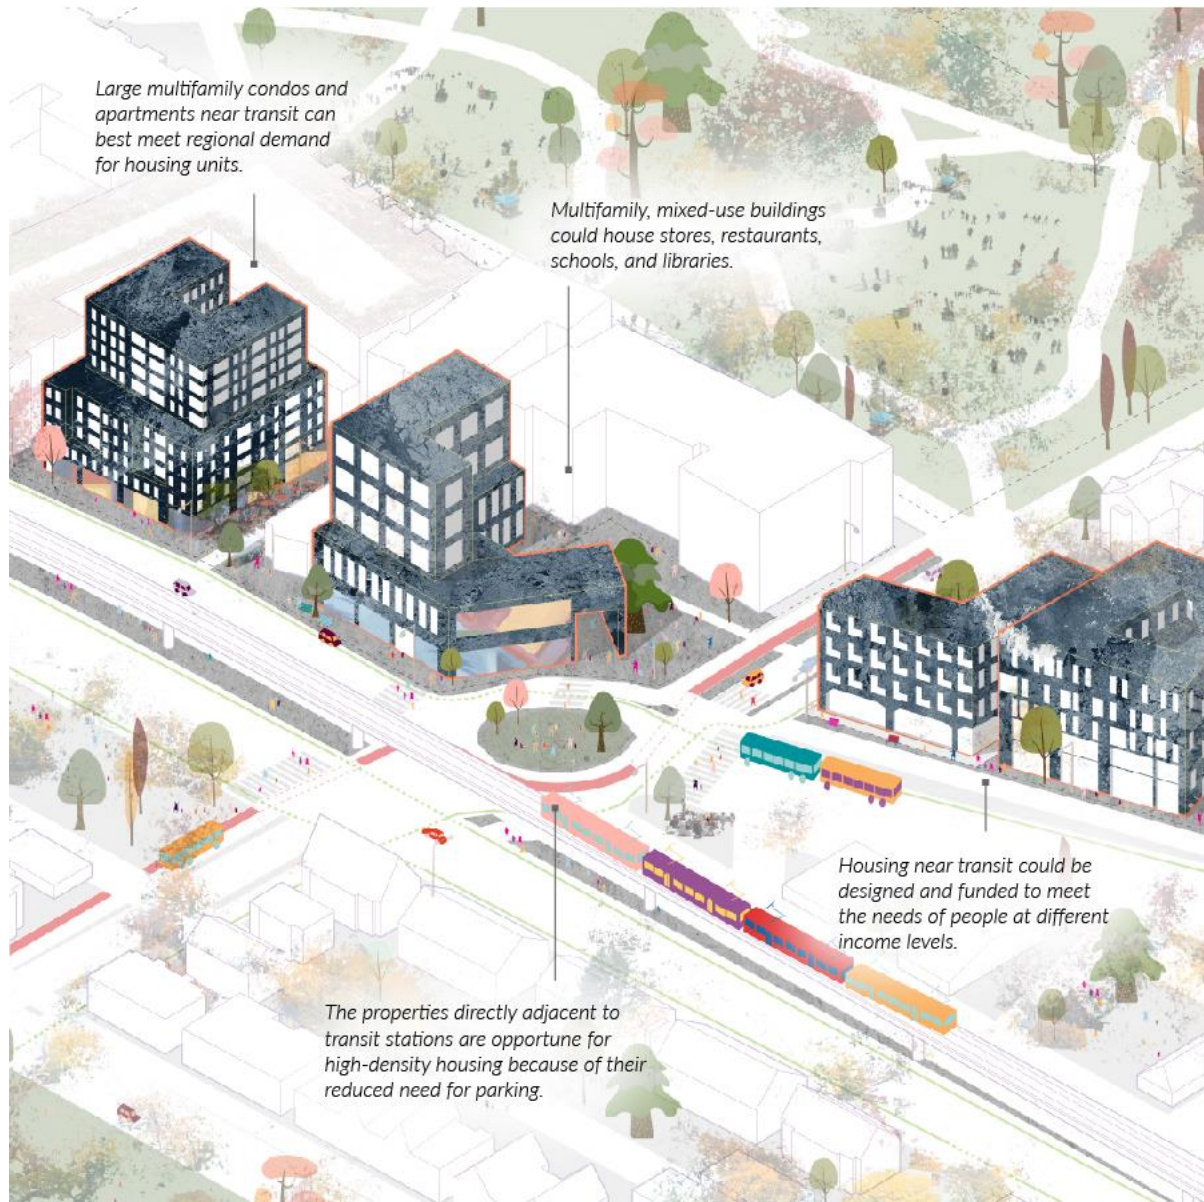 Large multifamily condos and
apartments near transit can
best meet regional demand
for housing units.
Multifamily, mixed-use buildings
could house stores, restaurants,
schools, and libraries.
Housing near transit could be
designed and funded to meet
the needs of people at different
income levels.
The properties directly adjacent to
transit stations are opportune for
high-density housing because of their
reduced need for parking.